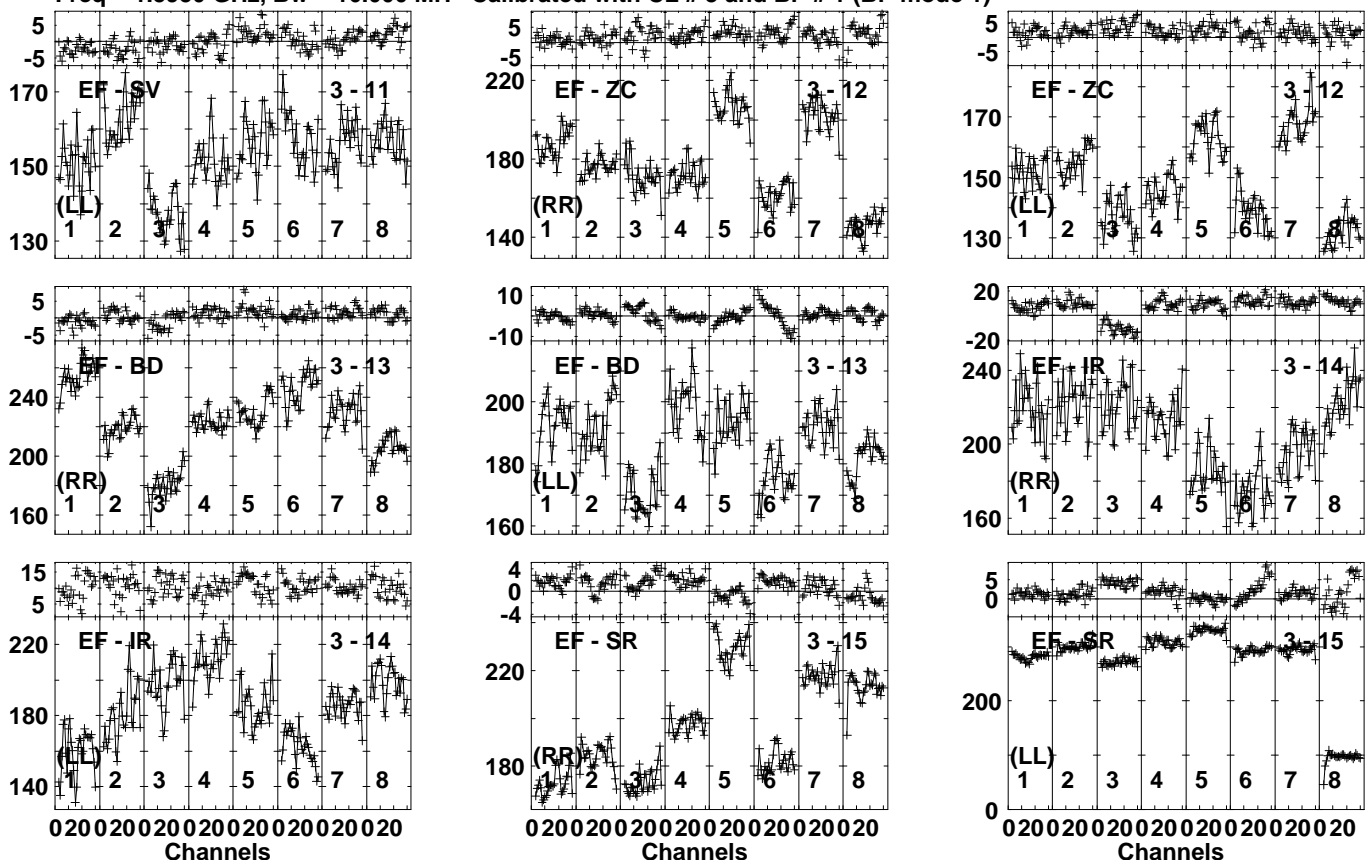 5 5 5
-5 -5 -5
EF - SV 3 - 11 EF - ZC 3 - 12 EF - ZC 3 - 12
170 220 170
150 180 150
(LL) (RR) (LL)
130 1 2 3 4 5 6 7 8 140 8 130 1 2 3 4 5 6 7 8
5 10 20
-5 -10 -20
EF - BD 3 - 13 EF - BD 3 - 13 EF - IR 3 - 14
240 200 240
200 180 200
(RR) (LL) (RR)
160 1 2 3 4 5 6 7 8 160 1 2 3 4 5 6 7 8 160 1 2 3 4 5 6 7 8
15 4 5
5 0 0
-4
EF - IR 3 - 14 EF - SR 3 - 15 EF - SR 3 - 15
220 220
180 200
(LL) (RR) (LL)
140 1 2 3 4 5 6 7 8 180 1 2 3 4 5 6 7 8 0 1 2 3 4 5 6 7 8
0 20 0 20 0 20 0 20 0 20 0 20 0 20 0 20 0 20 0 20 0 20 0 20 0 20 0 20 0 20 0 20 0 20 0 20 0 20 0 20 0 20 0 20 0 20 0 20
Channels Channels Channels